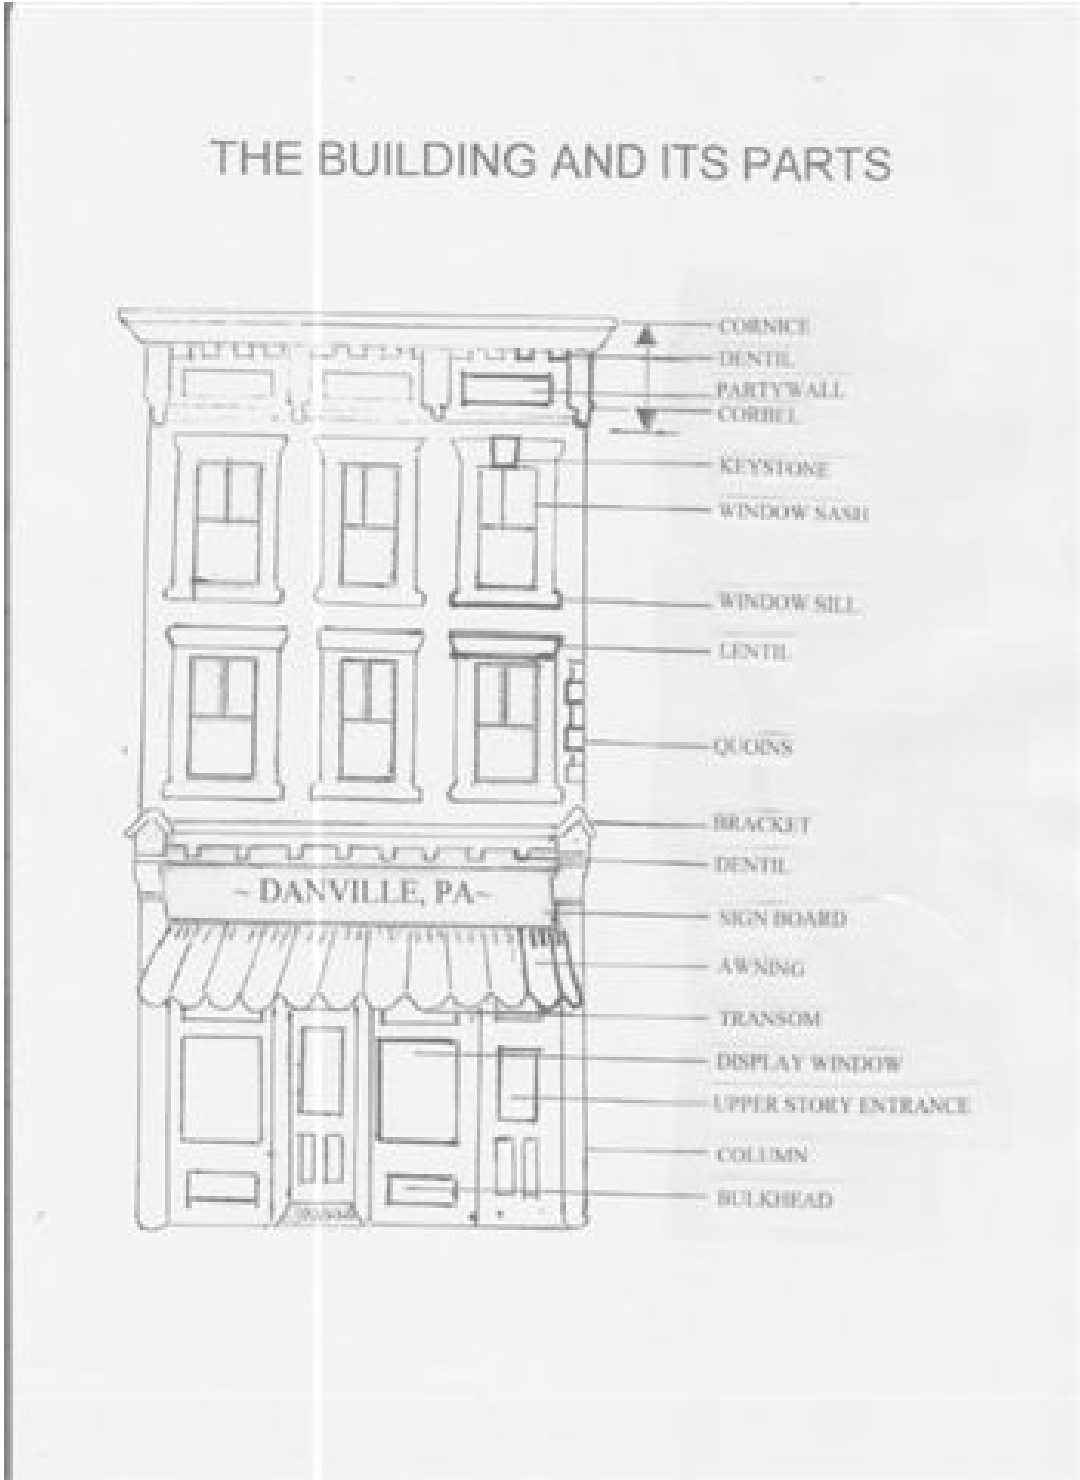 THE BUILDING AND ITS PARTS
CORNICE
DENTIL
PARTYWALL
CORBEL
KEYSTONE
WINDOW SASH
WINDOW SILL
LENTIL
QUOINS
BRACKET
DENTIL
~ DANVILLE, PA~
SIGN BOARD
AWNING
TRANSOM
DISPLAY WINDOW
UPPER STORY ENTRANCE
COLUMN
BULKHEAD